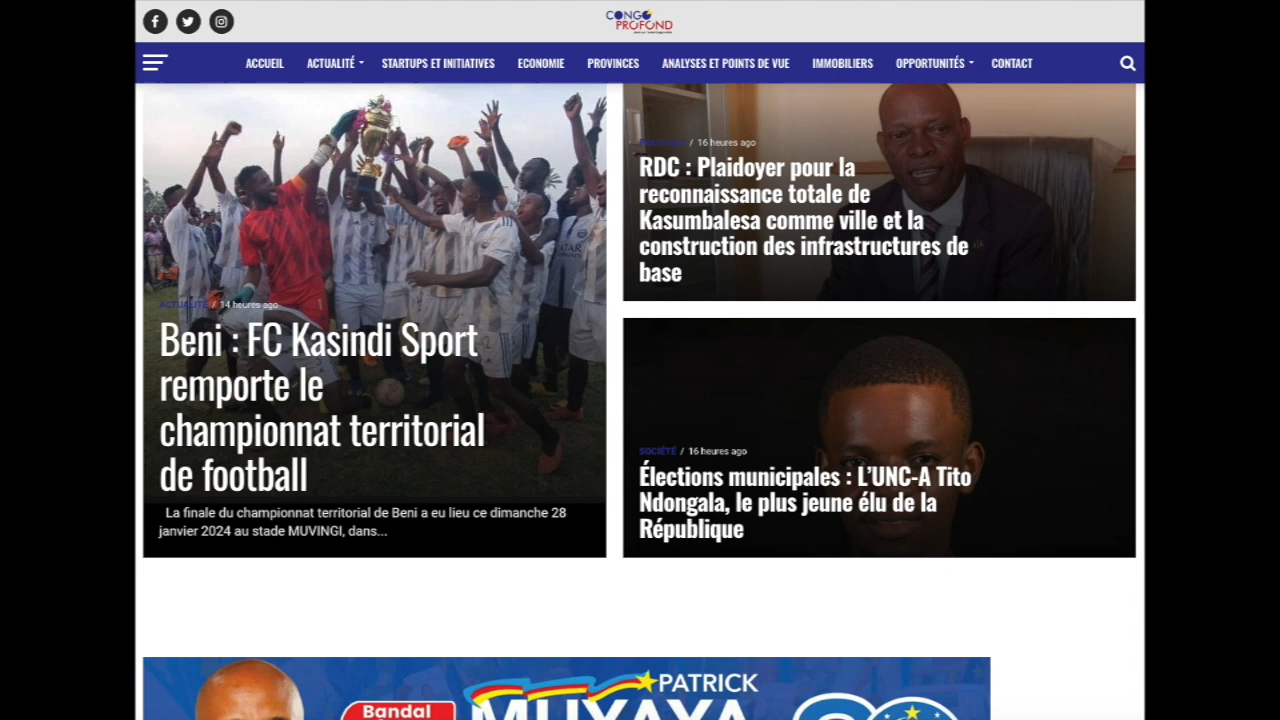 CONGO
PROFOND
ACCUEIL
ACTUALITÉ
STARTUPS ET INITIATIVES
ECONOMIE
PROVINCES
ANALYSES ET POINTS DE VUE
IMMOBILIERS
OPPORTUNITÉS
CONTACT
ACTUALITÉ / 14 heures ago
Beni : FC Kasindi Sport
remporte le
championnat territorial
de football
La finale du championnat territorial de Beni a eu lieu ce dimanche 28
janvier 2024 au stade MUVINGI, dans...
/ 16 heures ago
RDC : Plaidoyer pour la
reconnaissance totale de
Kasumbalesa comme ville et la
construction des infrastructures de
base
SOCIÉTÉ / 16 heures ago
Élections municipales : L'UNC-A Tito
Ndongala, le plus jeune élu de la
République
PATRICK
MUYAYA
Bandal